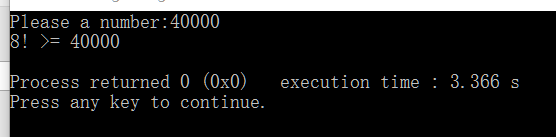 Please a number:40000
8! >= 40000
Process returned 0 (0x0)   execution time : 3.366 s
Press any key to continue.